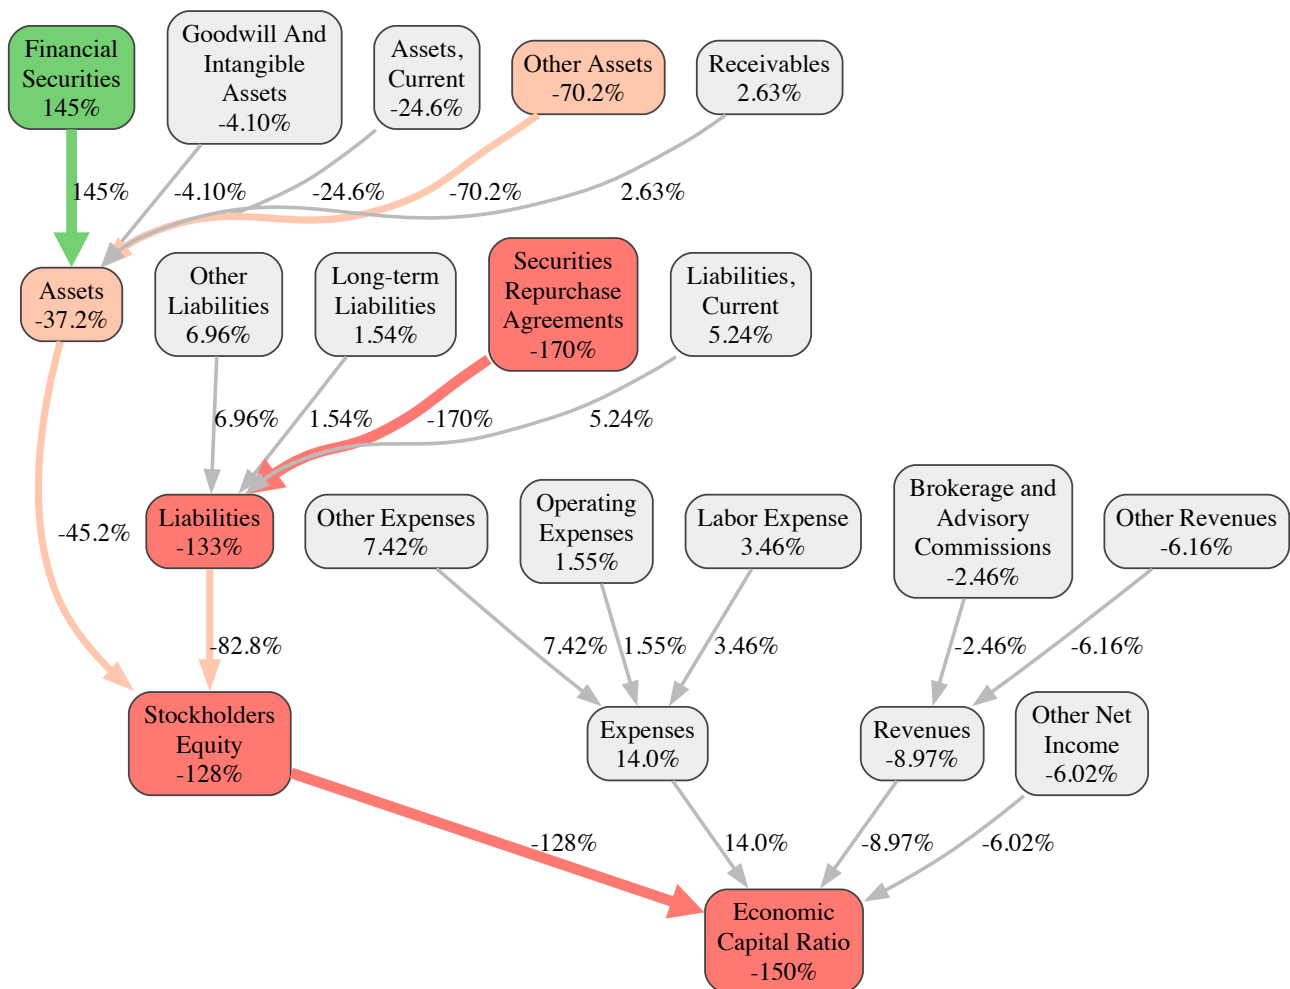 Financial
Securities
145%
Goodwill And
Intangible
Assets
-4.10%
Assets,
Current
-24.6%
Other Assets
-70.2%
Receivables
2.63%
145%
-4.10%
-24.6%
-70.2%
2.63%
Assets
-37.2%
Other
Liabilities
6.96%
Long-term
Liabilities
1.54%
Securities
Repurchase
Agreements
-170%
Liabilities,
Current
5.24%
6.96%
1.54%
-170%
5.24%
-45.2%
Liabilities
-133%
Other Expenses
7.42%
Operating
Expenses
1.55%
Labor Expense
3.46%
Brokerage and
Advisory
Commissions
-2.46%
Other Revenues
-6.16%
-82.8%
7.42%
1.55%
3.46%
-2.46%
-6.16%
Stockholders
Equity
-128%
Expenses
14.0%
Revenues
-8.97%
Other Net
Income
-6.02%
-128%
14.0%
-8.97%
-6.02%
Economic
Capital Ratio
-150%